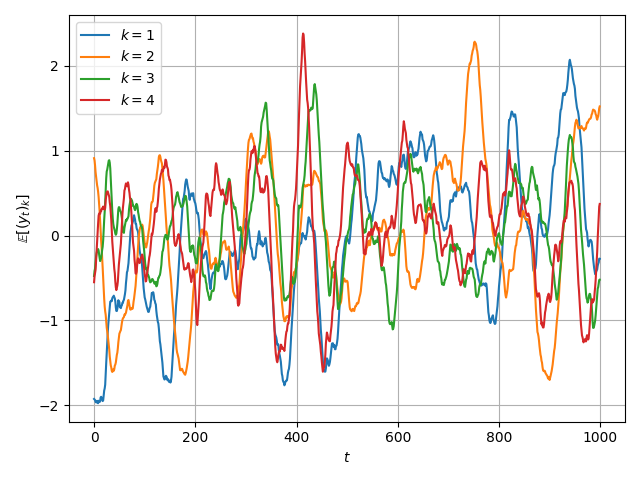 k = 1
k = 2
k = 3
k = 4
2
1
0
−1
−2
𝔼[(y_t)_k]
0
200
400
600
800
1000
t